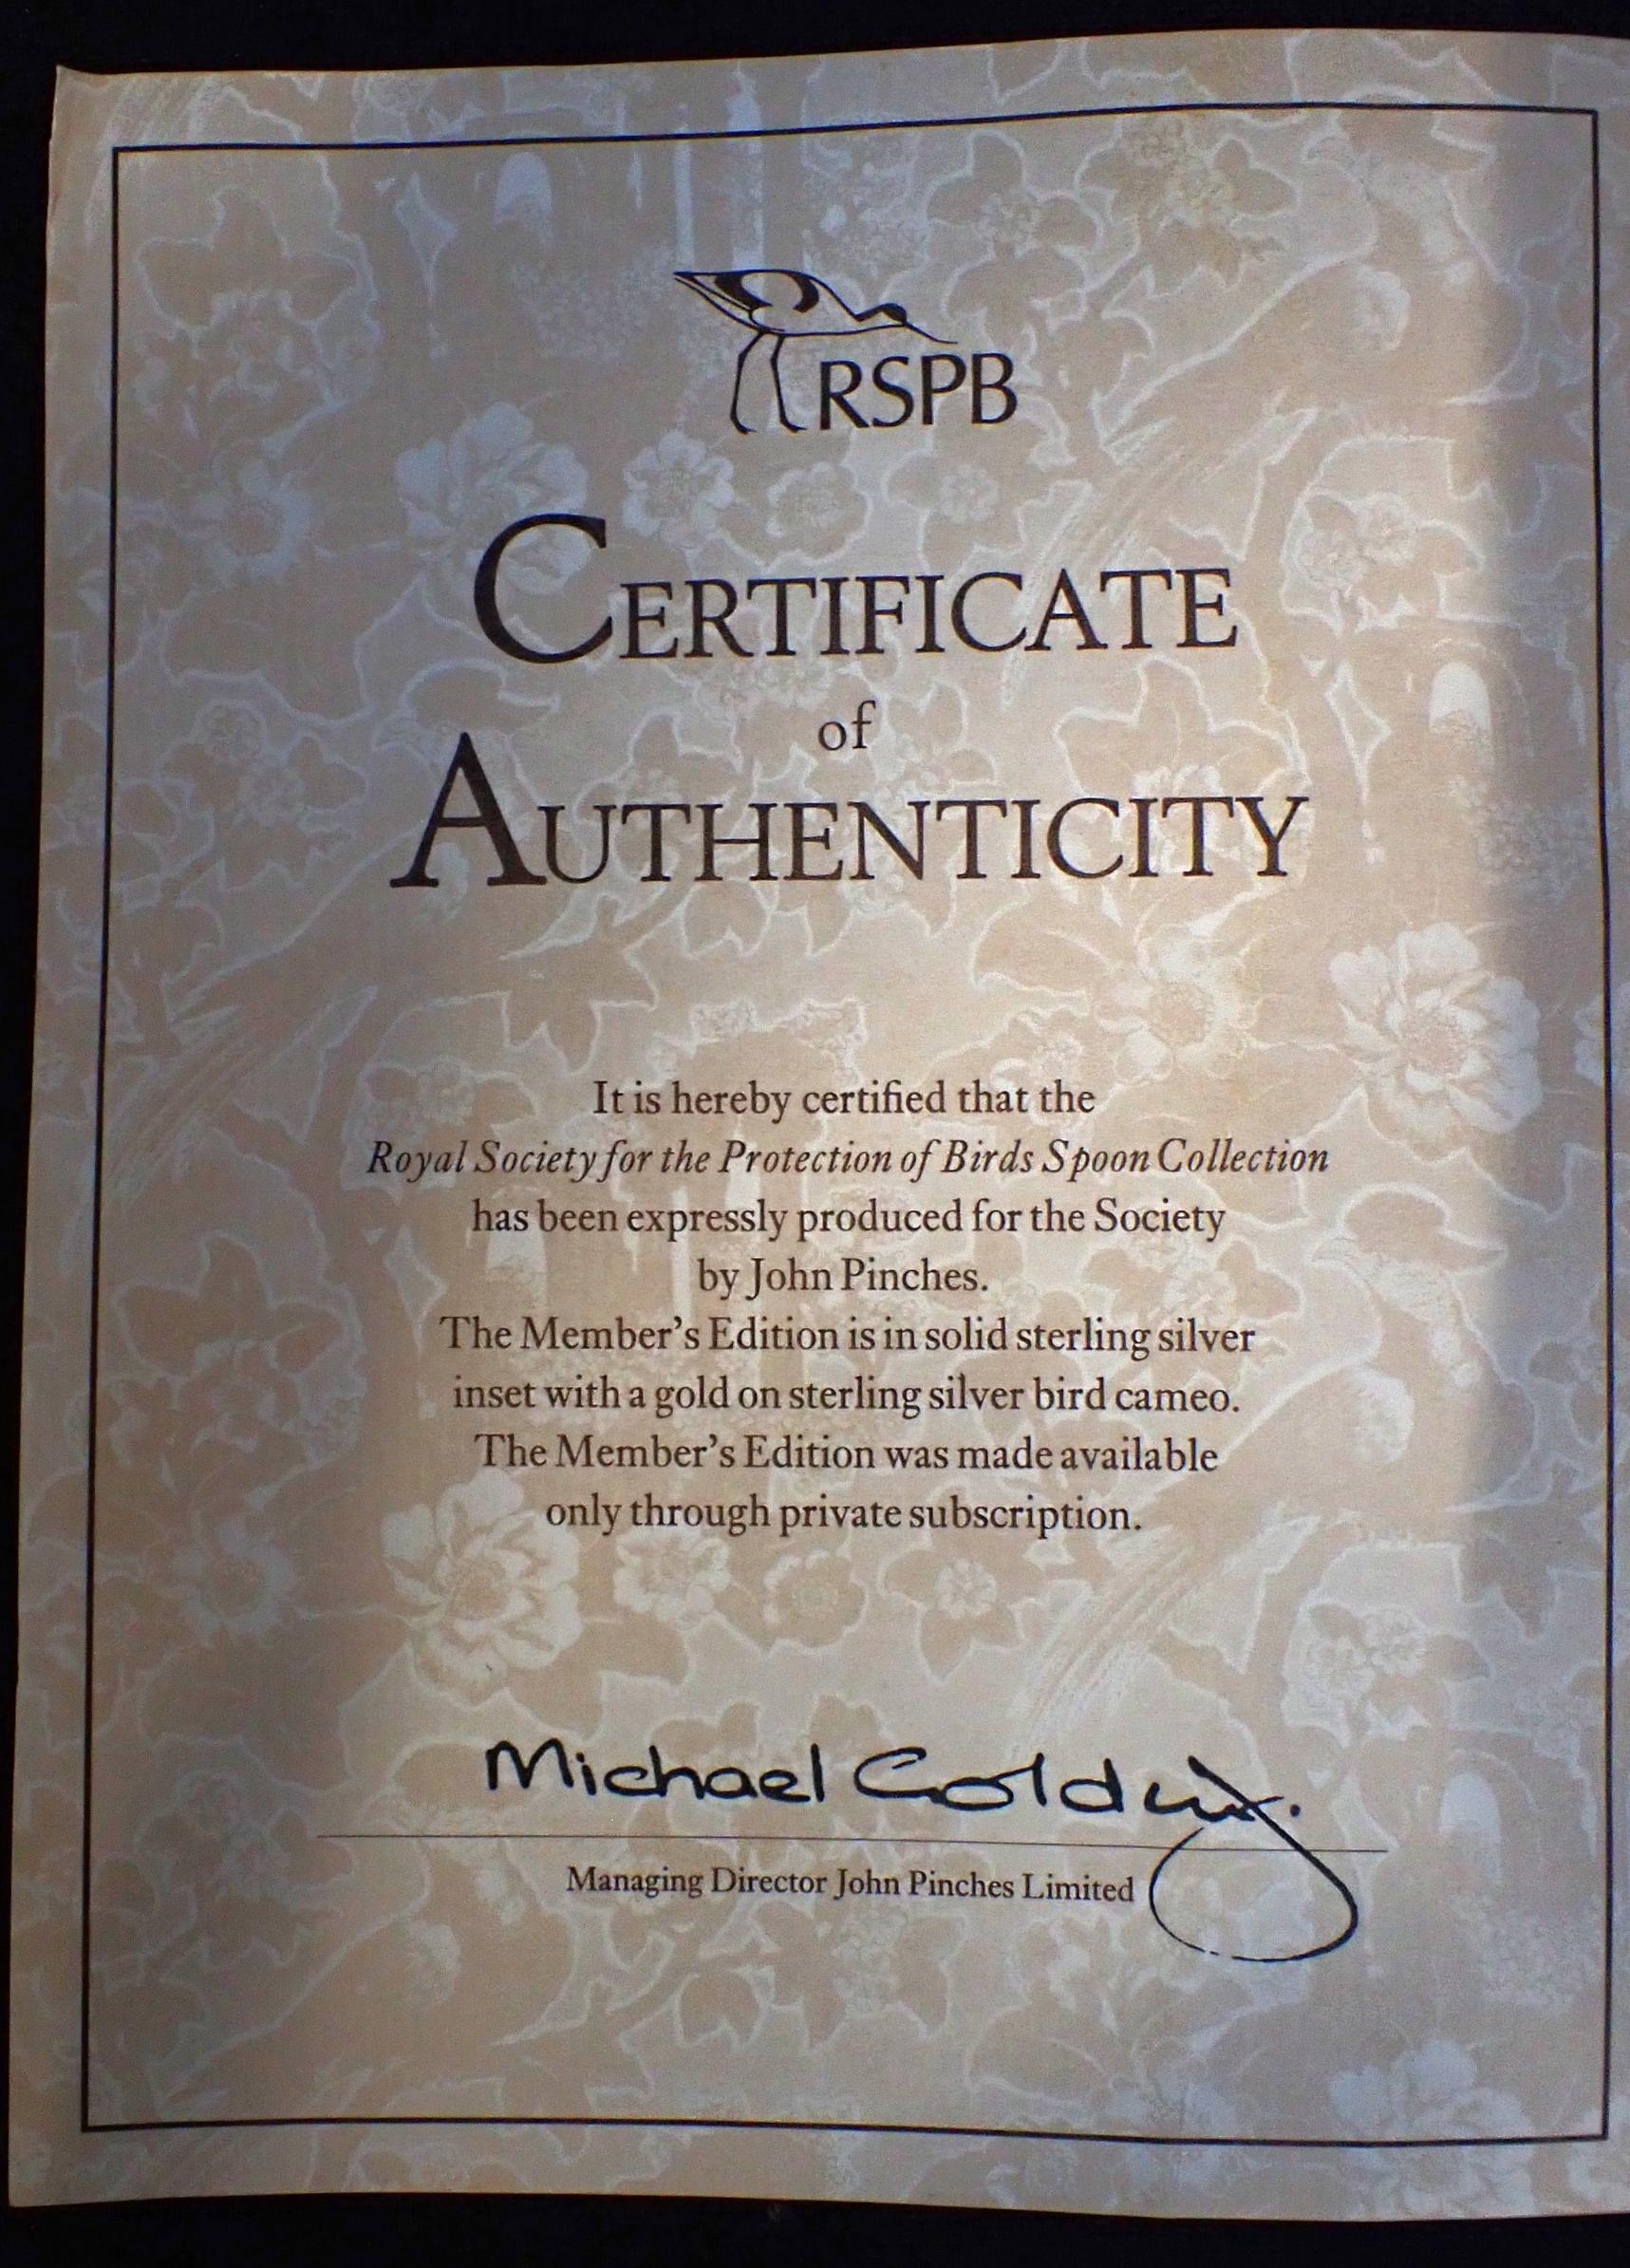 RSPB
CERTIFICATE
of
AUTHENTICITY
It is hereby certified that the
Royal Society for the Protection of Birds Spoon Collection
has been expressly produced for the Society
by John Pinches.
The Member's Edition is in solid sterling silver
inset with a gold on sterling silver bird cameo.
The Member's Edition was made available
only through private subscription.
Michael
Managing Director John Pinches Limited